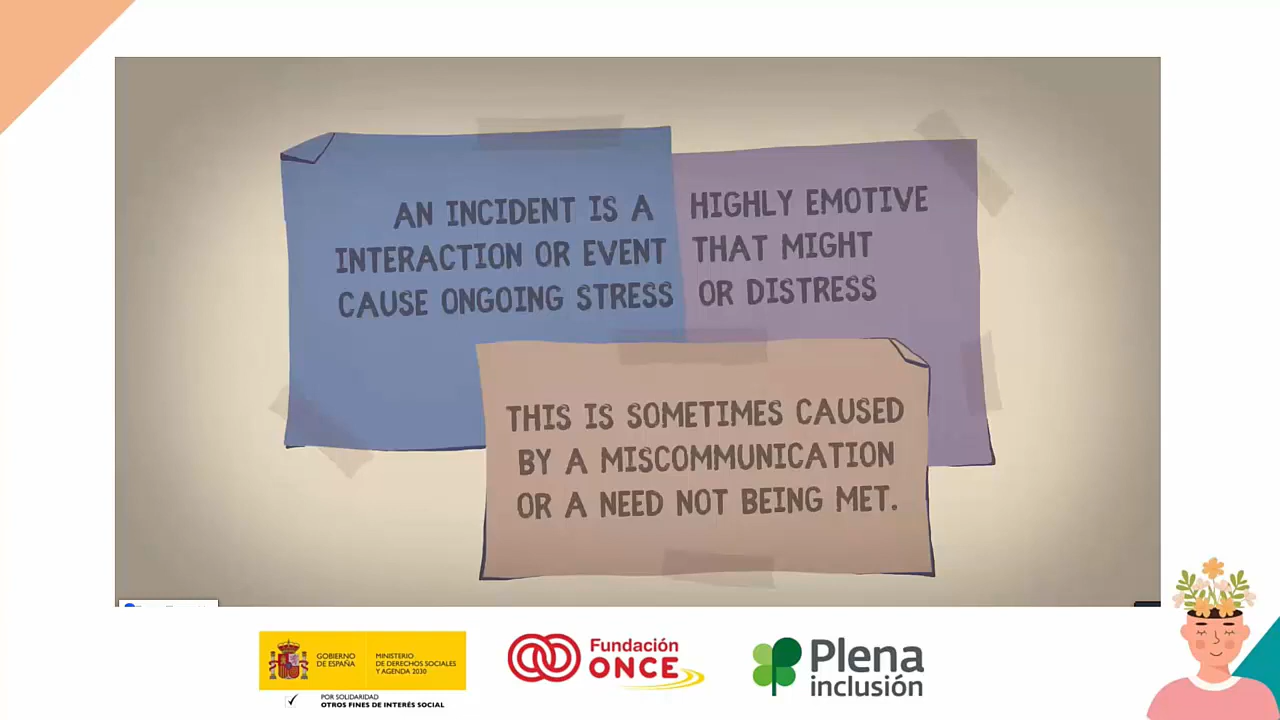 AN INCIDENT IS A HIGHLY EMOTIVE
INTERACTION OR EVENT THAT MIGHT
CAUSE ONGOING STRESS OR DISTRESS
THIS IS SOMETIMES CAUSED
BY A MISCOMMUNICATION
OR A NEED NOT BEING MET.
GOBIERNO
DE ESPAÑA
MINISTERIO
DE DERECHOS SOCIALES
Y AGENDA 2030
POR SOLIDARIDAD
OTROS FINES DE INTERÉS SOCIAL
Fundación
ONCE
Plena
inclusión